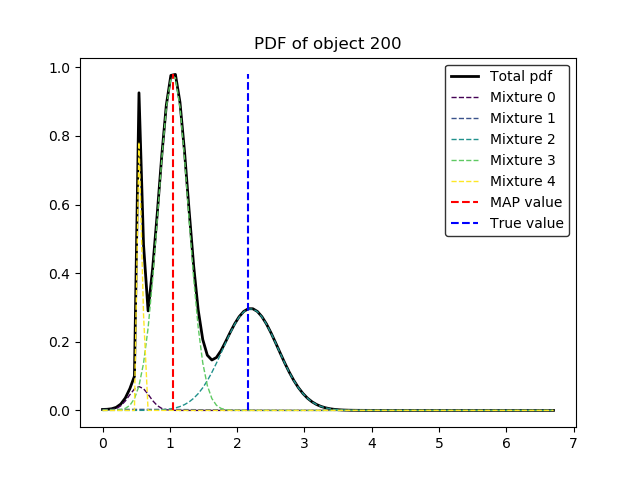 PDF of object 200
1.0
0.8
0.6
0.4
0.2
0.0
0 1 2 3 4 5 6 7
Total pdf
Mixture 0
Mixture 1
Mixture 2
Mixture 3
Mixture 4
MAP value
True value